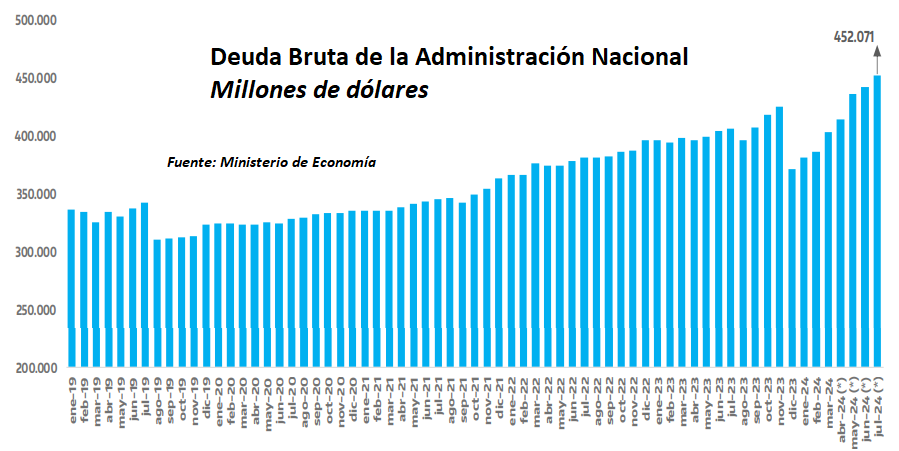 500.000
452.071
Deuda Bruta de la Administración Nacional
Millones de dólares
450.000
400.000
Fuente: Ministerio de Economía
350.000
300.000
250.000
200.000
ene-19
feb-19
mar-19
abr-19
may-19
jun-19
jul-19
ago-19
sep-19
oct-19
nov-19
dic-19
ene-20
feb-20
mar-20
abr-20
may-20
jun-20
jul-20
ago-20
sep-20
oct-20
nov-20
dic-20
ene-21
feb-21
mar-21
abr-21
may-21
jun-21
jul-21
ago-21
sep-21
oct-21
nov-21
dic-21
ene-22
feb-22
mar-22
abr-22
may-22
jun-22
jul-22
ago-22
sep-22
oct-22
nov-22
dic-22
ene-23
feb-23
mar-23
abr-23
may-23
jun-23
jul-23
ago-23
sep-23
oct-23
nov-23
dic-23
ene-24
feb-24
mar-24
abr-24 (*)
may-24 (*)
jun-24 (*)
jul-24 (*)